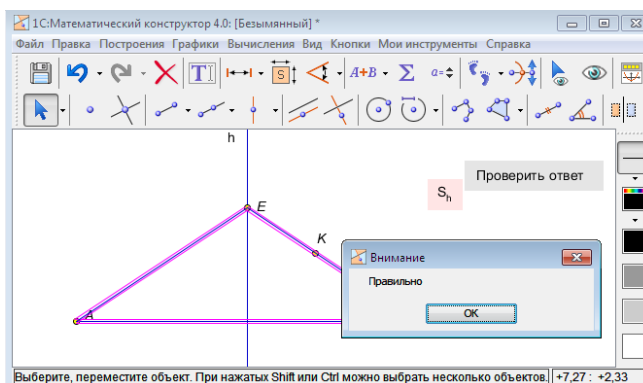 1С:Математический конструктор 4.0: [Безымянный] *
Файл Правка Построения Графики Вычисления Вид Кнопки Мои инструменты Справка
T S A+B Σ a=
h
Проверить ответ
Sh
E
K
Внимание
Правильно
OK
A
Выберите, переместите объект. При нажатых Shift или Ctrl можно выбрать несколько объектов. +7,27 : +2,33